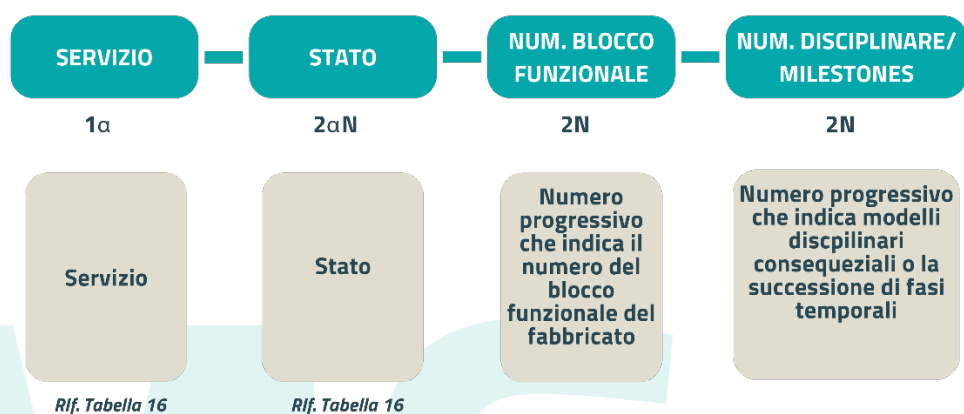 SERVIZIO
STATO
NUM. BLOCCO
FUNZIONALE
NUM. DISCIPLINARE/
MILESTONES
1α
2αN
2N
2N
Servizio
Stato
Numero
progressivo
che indica il
numero del
blocco
funzionale del
fabbricato
Numero progressivo
che indica modelli
discpilinari
consequeziali o la
successione di fasi
temporali
Rif. Tabella 16
Rif. Tabella 16